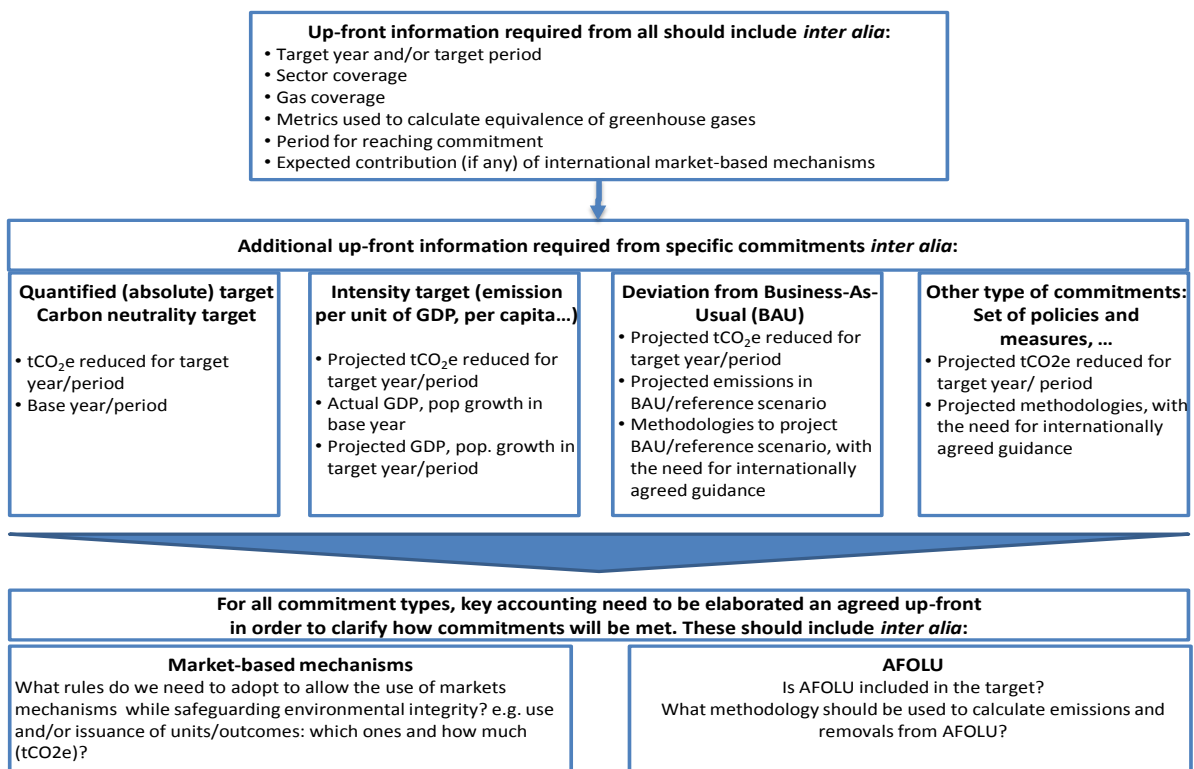 Up-front information required from all should include inter alia:
• Target year and/or target period
• Sector coverage
• Gas coverage
• Metrics used to calculate equivalence of greenhouse gases
• Period for reaching commitment
• Expected contribution (if any) of international market-based mechanisms
Additional up-front information required from specific commitments inter alia:
Quantified (absolute) target
Carbon neutrality target
• tCO₂e reduced for target
year/period
• Base year/period
Intensity target (emission
per unit of GDP, per capita...)
• Projected tCO₂e reduced for
target year/period
• Actual GDP, pop growth in
base year
• Projected GDP, pop. growth in
target year/period
Deviation from Business-As-
Usual (BAU)
• Projected tCO₂e reduced for
target year/period
• Projected emissions in
BAU/reference scenario
• Methodologies to project
BAU/reference scenario, with
the need for internationally
agreed guidance
Other type of commitments:
Set of policies and
measures, ...
• Projected tCO2e reduced for
target year/ period
• Projected methodologies, with
the need for internationally
agreed guidance
For all commitment types, key accounting need to be elaborated an agreed up-front
in order to clarify how commitments will be met. These should include inter alia:
Market-based mechanisms
What rules do we need to adopt to allow the use of markets
mechanisms while safeguarding environmental integrity? e.g. use
and/or issuance of units/outcomes: which ones and how much
(tCO2e)?
AFOLU
Is AFOLU included in the target?
What methodology should be used to calculate emissions and
removals from AFOLU?